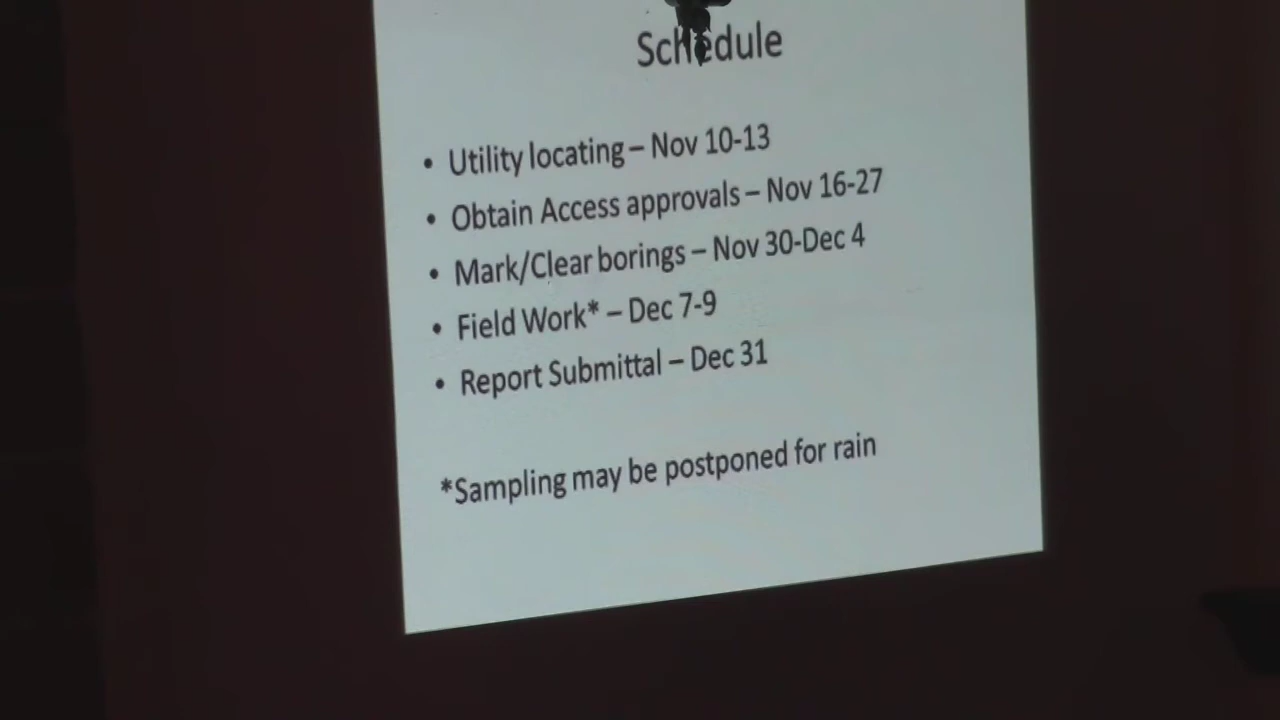 Schedule
• Utility locating – Nov 10-13
• Obtain Access approvals – Nov 16-27
• Mark/Clear borings – Nov 30-Dec 4
• Field Work* – Dec 7-9
• Report Submittal – Dec 31
*Sampling may be postponed for rain